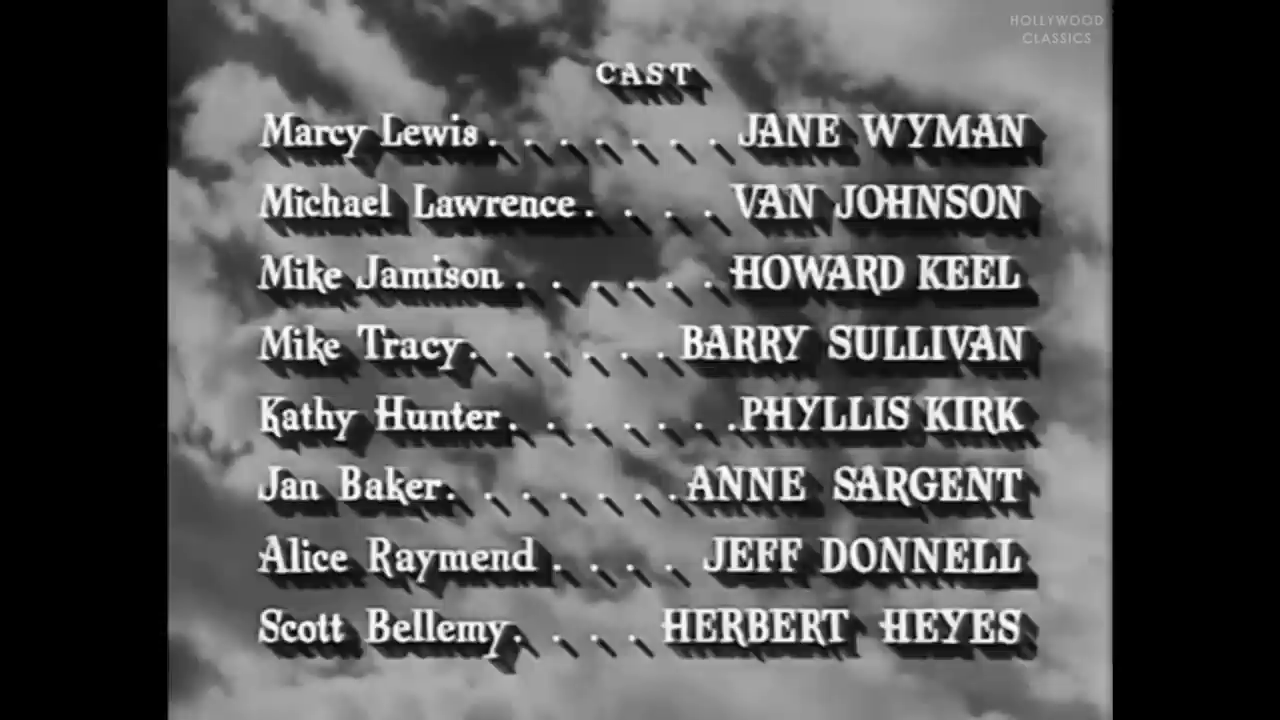 HOLLYWOOD
CLASSICS
CAST
Marcy Lewis . . . . . . . JANE WYMAN
Michael Lawrence . . . . VAN JOHNSON
Mike Jamison . . . . . . HOWARD KEEL
Mike Tracy . . . . . . BARRY SULLIVAN
Kathy Hunter . . . . . . . PHYLLIS KIRK
Jan Baker . . . . . . . ANNE SARGENT
Alice Raymend . . . . JEFF DONNELL
Scott Bellemy . . . . HERBERT HEYES